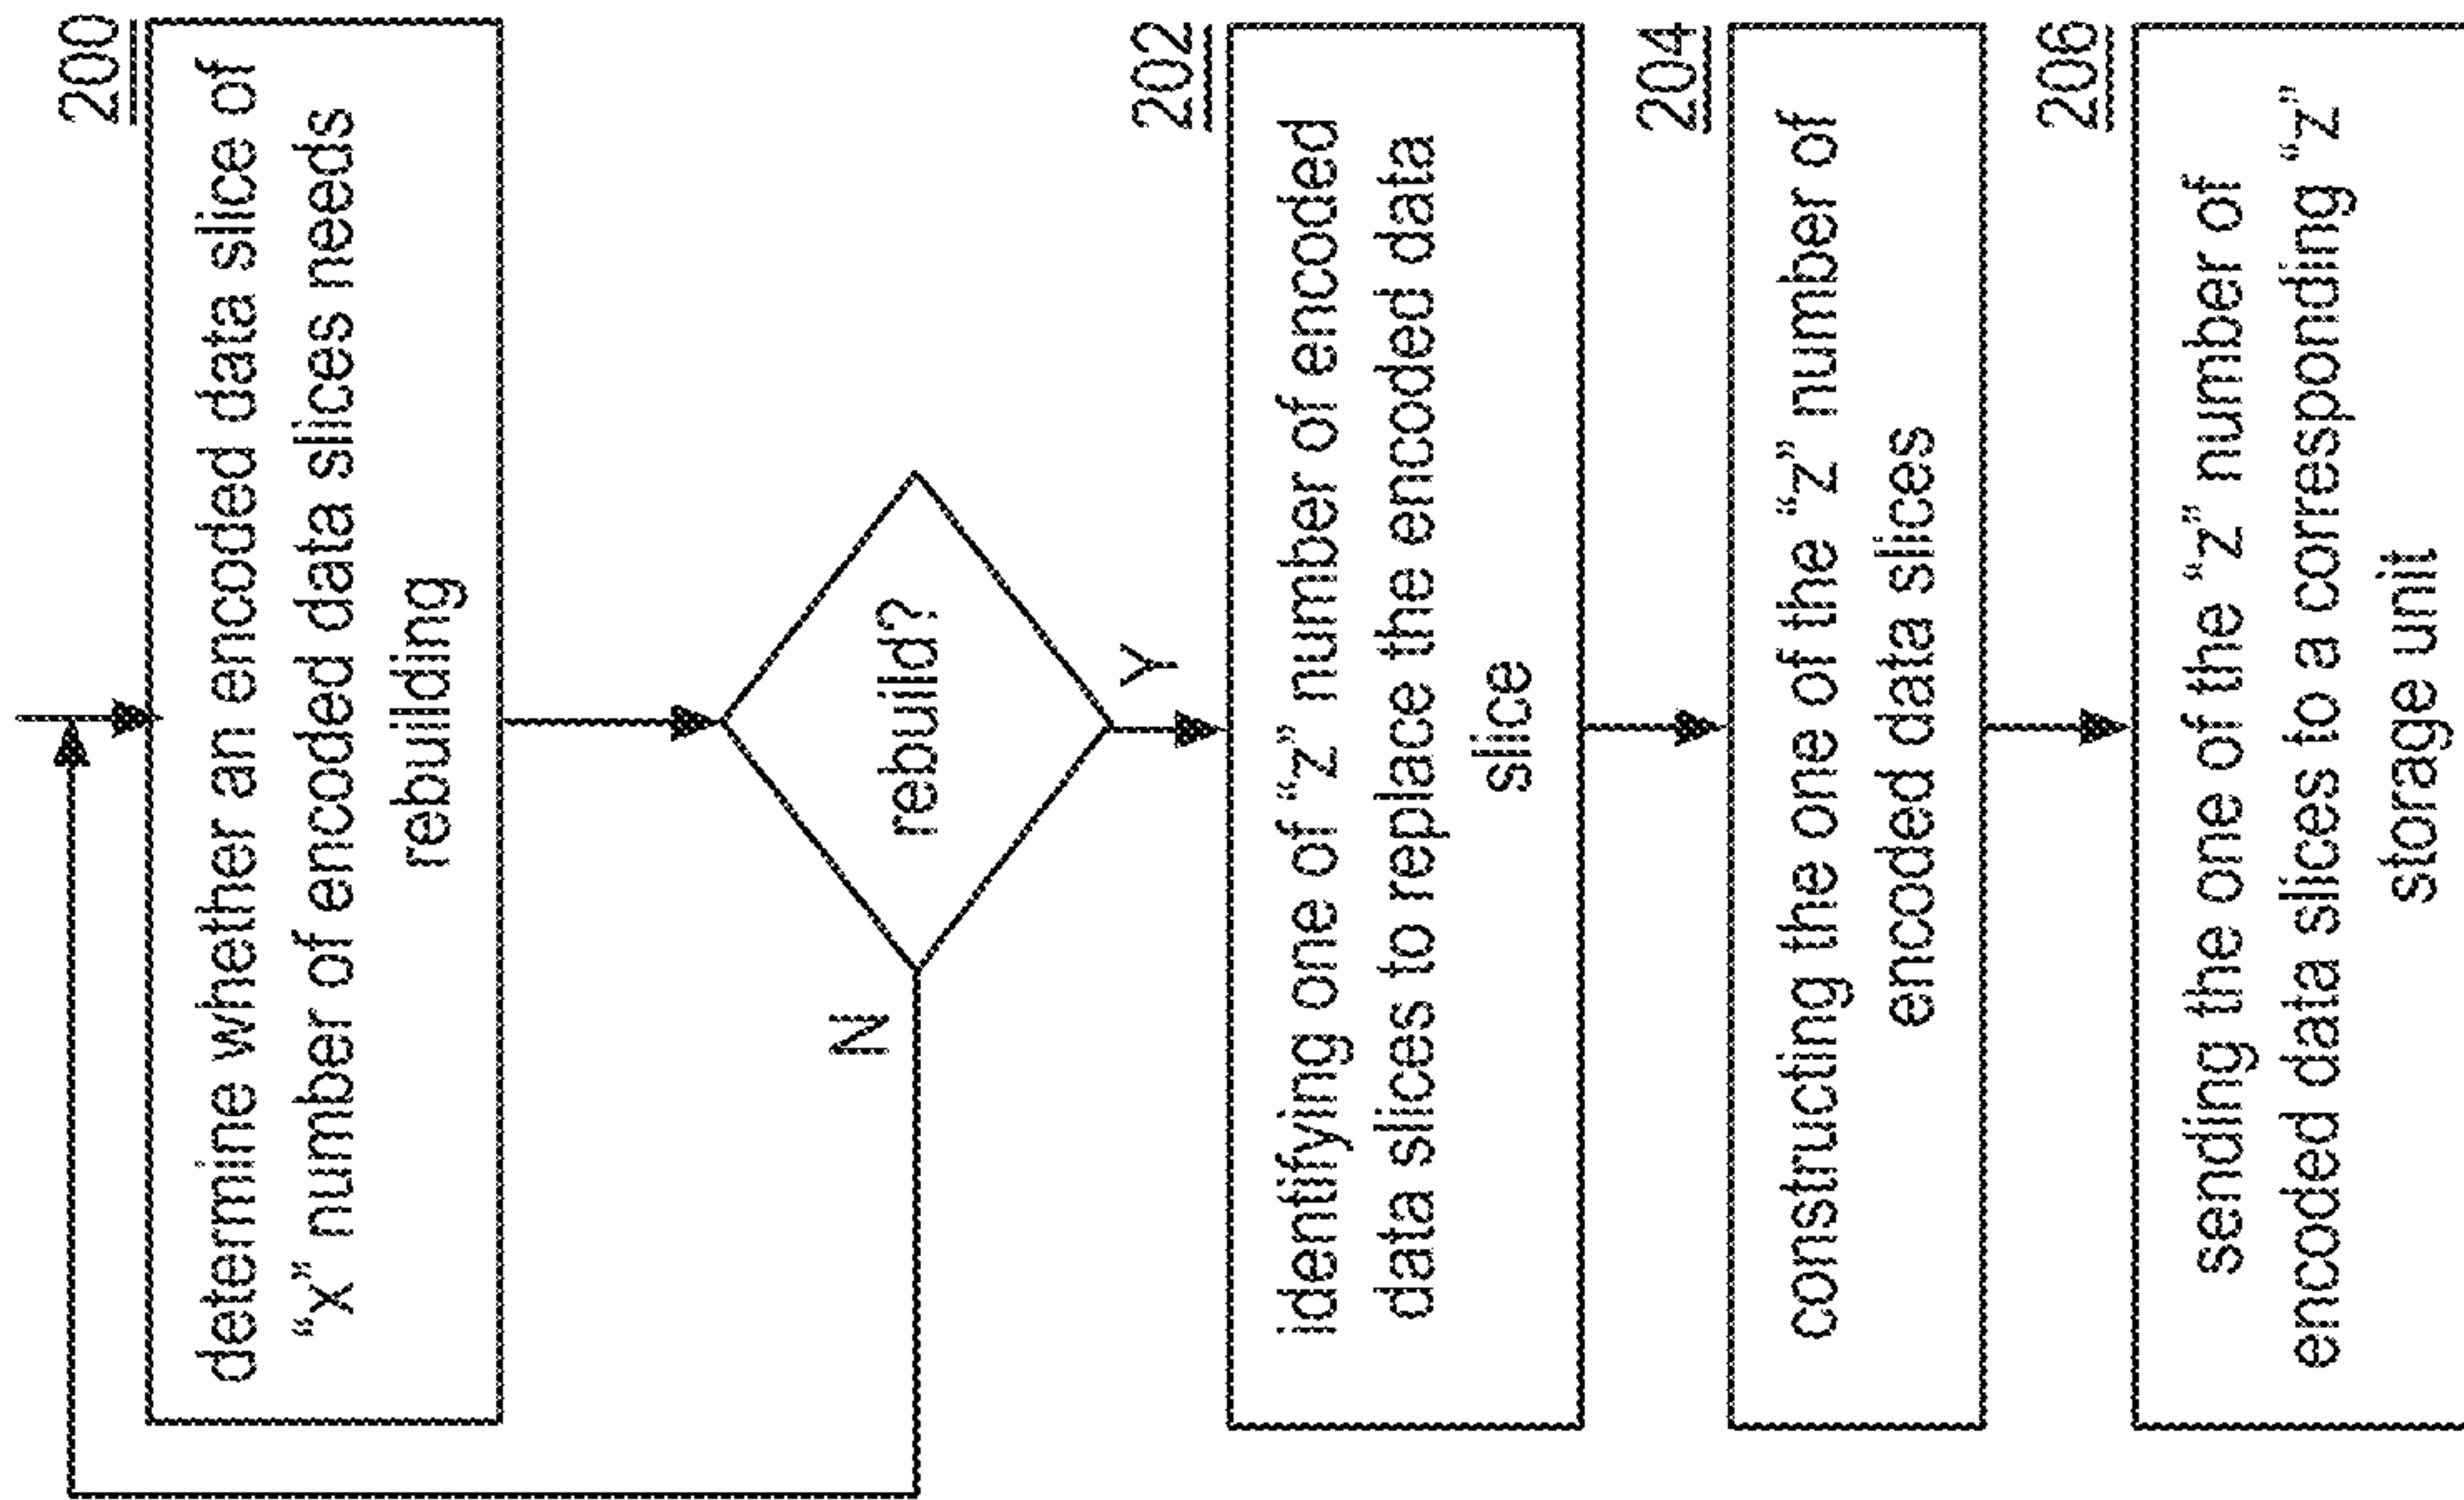 200
determine whether an encoded data slice of
“x” number of encoded data slices needs
rebuilding
rebuild?
N
Y
202
identifying one of “z” number of encoded
data slices to replace the encoded data
slice
204
constructing the one of the “z” number of
encoded data slices
206
sending the one of the “z” number of
encoded data slices to a corresponding “z”
storage unit